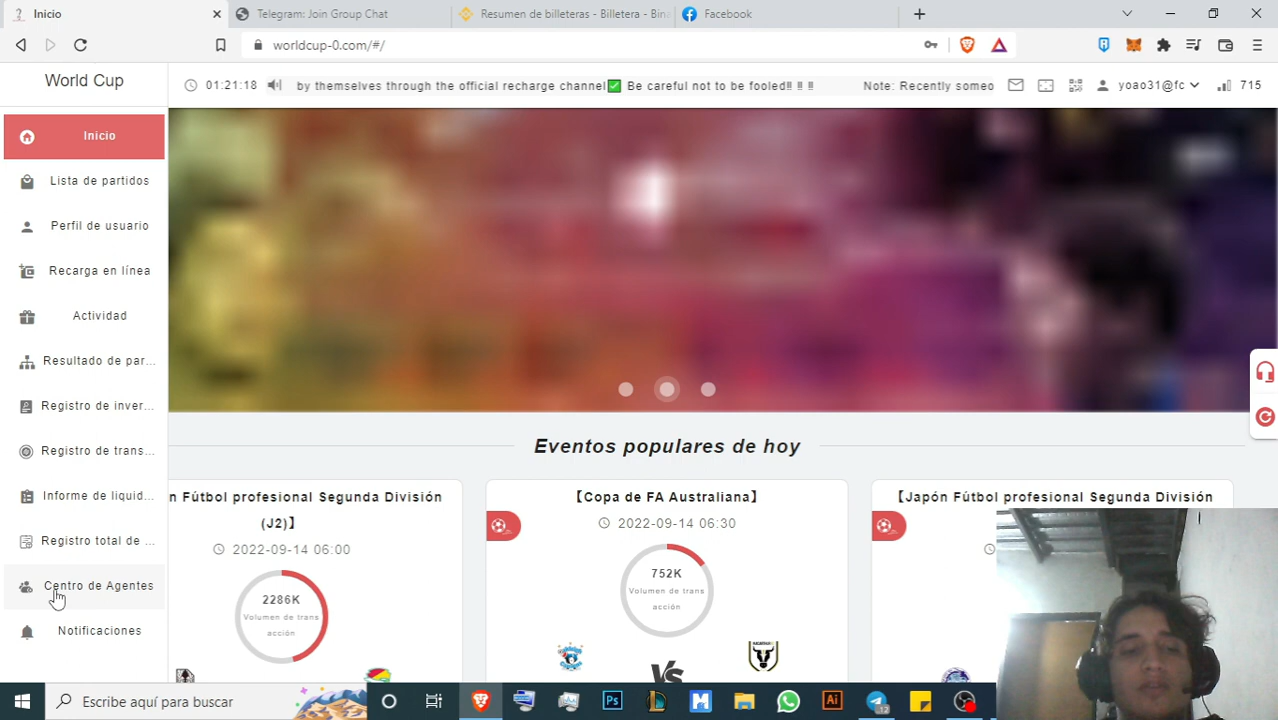 Inicio
Telegram: Join Group Chat
Resumen de billeteras - Billetera - Bin
Facebook
worldcup-0.com/#/
World Cup
01:21:18
by themselves through the official recharge channel✅ Be careful not to be fooled!! ! !
Note: Recently someo
yoao31@fc
715
Inicio
Lista de partidos
Perfil de usuario
Recarga en línea
Actividad
Resultado de par...
Registro de inver...
Registro de trans...
Informe de liquid...
Registro total de ...
Centro de Agentes
Notificaciones
Eventos populares de hoy
n Fútbol profesional Segunda División
(J2)】
2022-09-14 06:00
2286K
Volumen de trans
acción
【Copa de FA Australiana】
2022-09-14 06:30
752K
Volumen de trans
acción
VS
【Japón Fútbol profesional Segunda División
Escribe Aquí para buscar
Ps
Ai
12